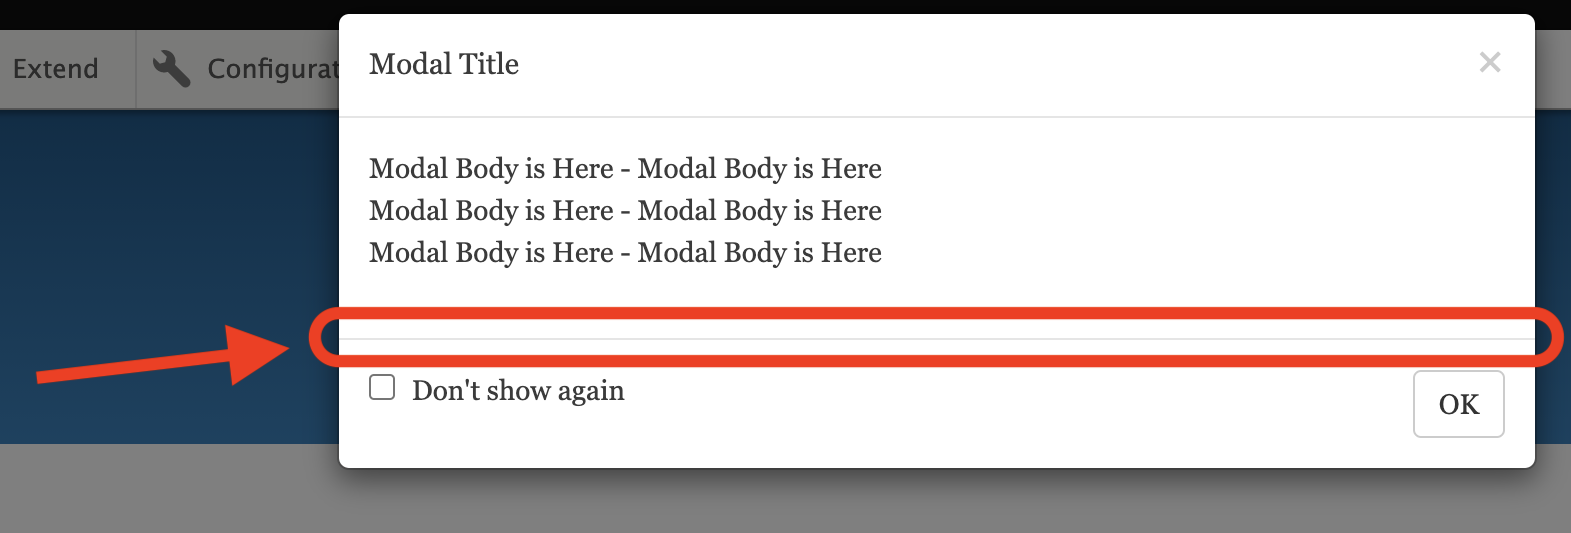 Extend
Configurat
Modal Title
×
Modal Body is Here - Modal Body is Here
Modal Body is Here - Modal Body is Here
Modal Body is Here - Modal Body is Here
Don't show again
OK